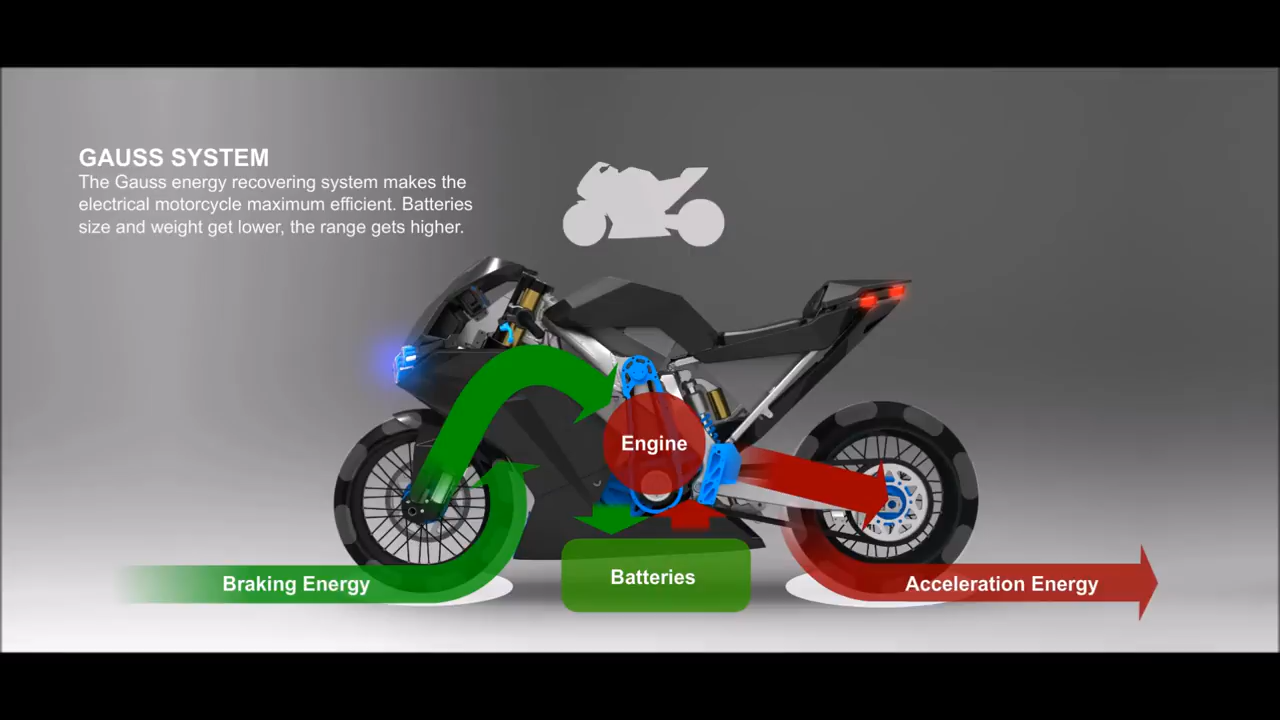 GAUSS SYSTEM
The Gauss energy recovering system makes the
electrical motorcycle maximum efficient. Batteries
size and weight get lower, the range gets higher.
Engine
Batteries
Braking Energy
Acceleration Energy